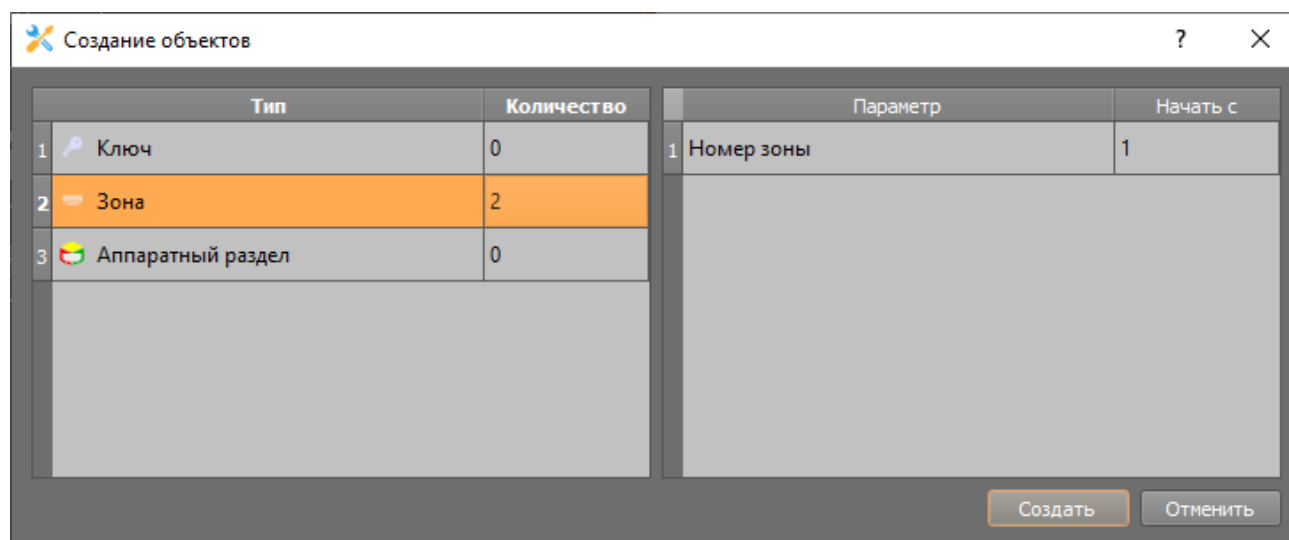 Создание объектов
?
Тип Количество
1 Ключ 0
2 Зона 2
3 Аппаратный раздел 0
Параметр Начать с
1 Номер зоны 1
Создать Отменить